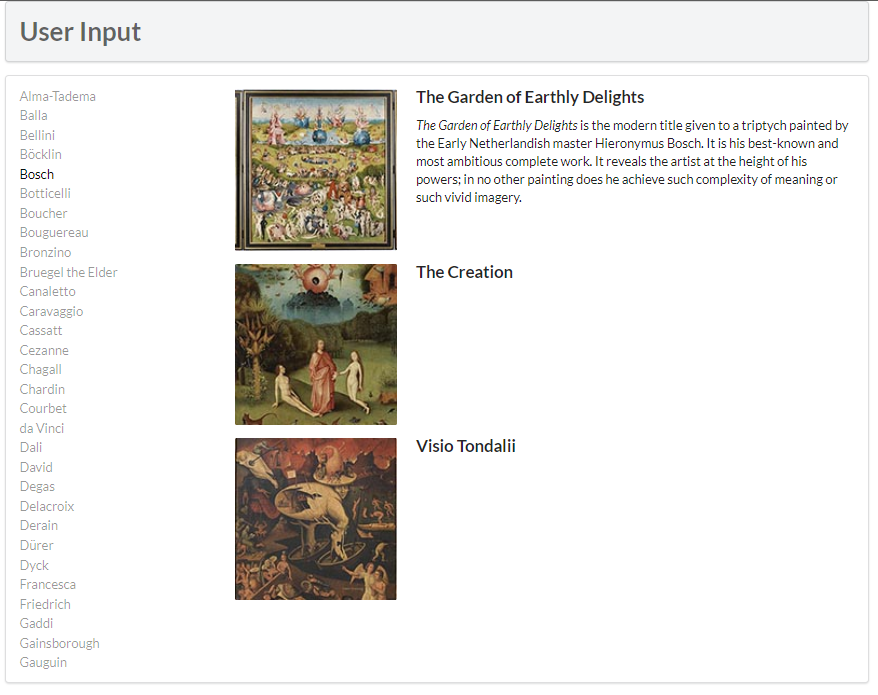 User Input
Alma-Tadema
Balla
Bellini
Böcklin
Bosch
Botticelli
Boucher
Bouguereau
Bronzino
Bruegel the Elder
Canaletto
Caravaggio
Cassatt
Cezanne
Chagall
Chardin
Courbet
da Vinci
Dali
David
Degas
Delacroix
Derain
Dürer
Dyck
Francesca
Friedrich
Gaddi
Gainsborough
Gauguin
The Garden of Earthly Delights
The Garden of Earthly Delights is the modern title given to a triptych painted by
the Early Netherlandish master Hieronymus Bosch. It is his best-known and
most ambitious complete work. It reveals the artist at the height of his
powers; in no other painting does he achieve such complexity of meaning or
such vivid imagery.
The Creation
Visio Tondalii